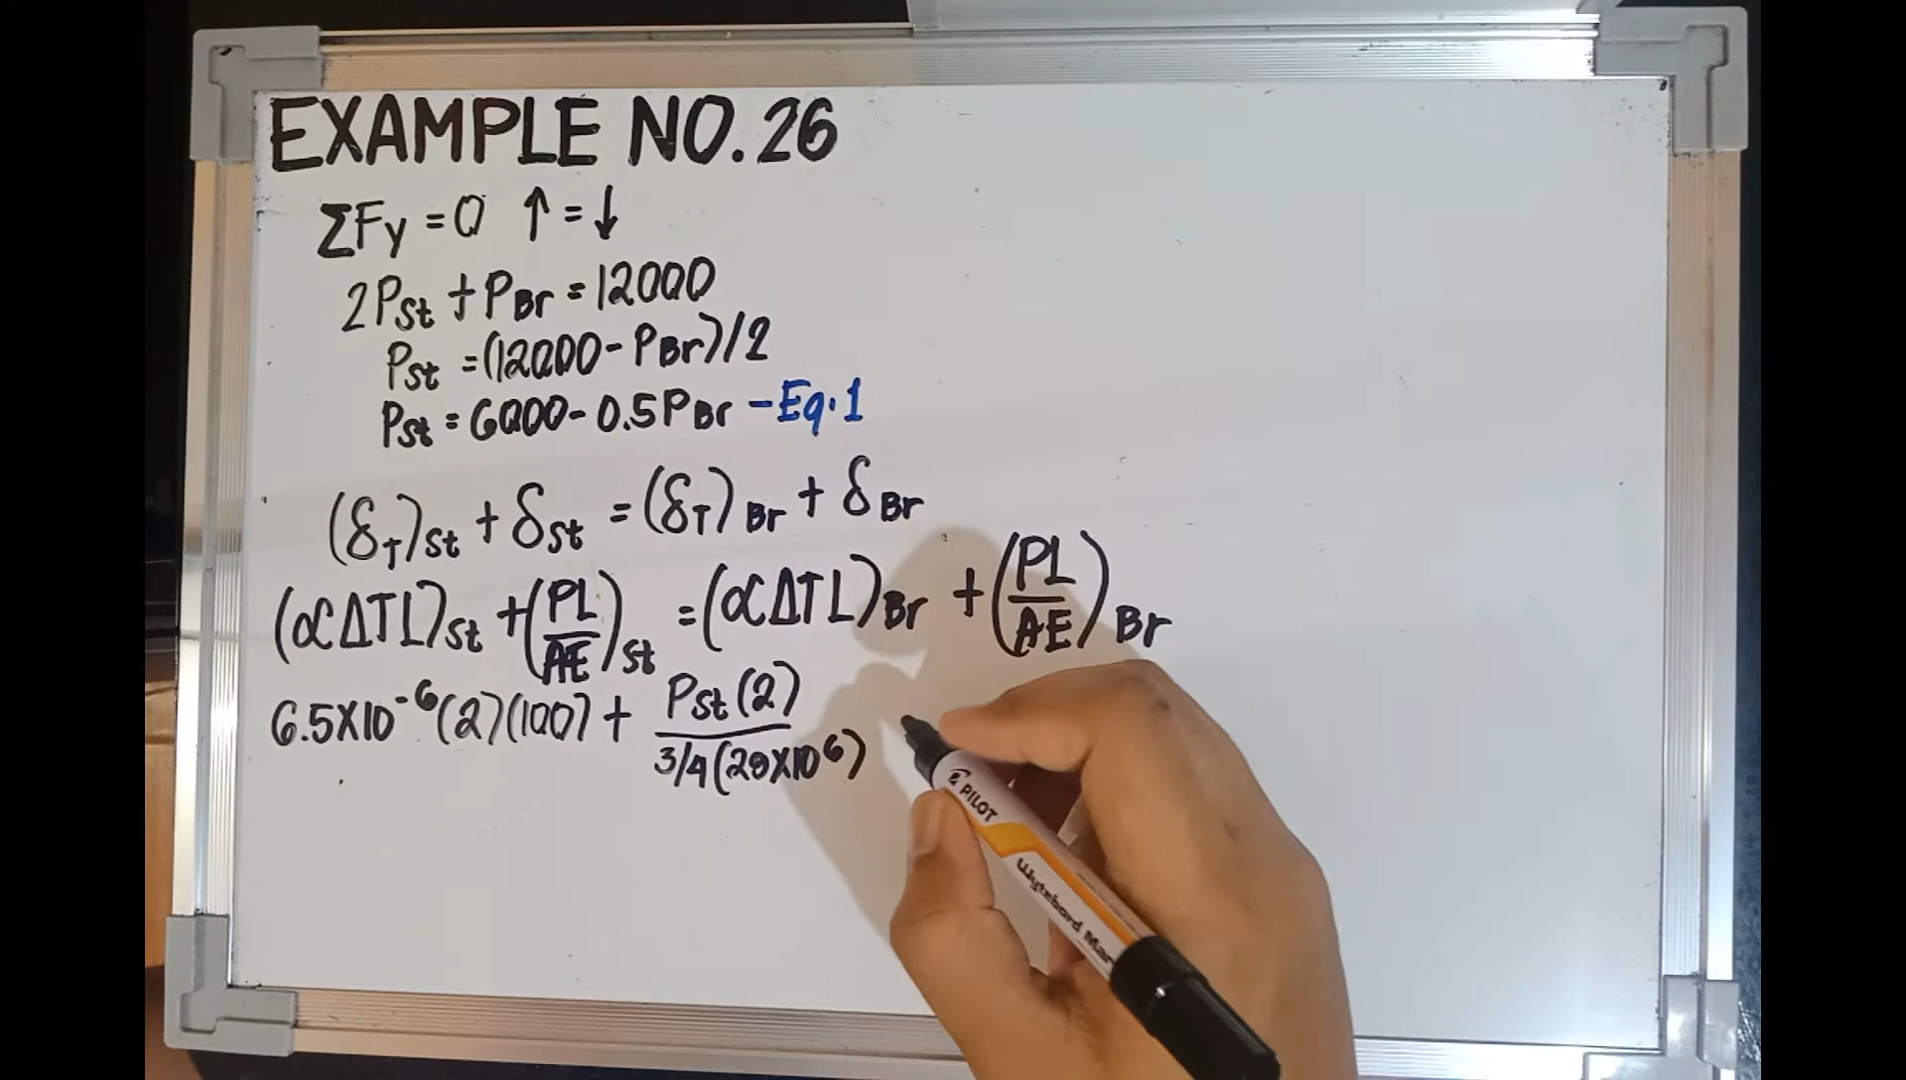 EXAMPLE NO.26
ΣFy = 0 ↑ = ↓
2Pst + PBr = 12000
Pst = (12000 - PBr)/2
Pst = 6000 - 0.5PBr - Eq.1
(δT)st + δst = (δT)Br + δBr
(αΔTL)st + (PL/AE)st = (αΔTL)Br + (PL/AE)Br
6.5x10⁻⁶(2)(100) + Pst(2)
3/4(29x10⁶)
PILOT
Wyteboard Mar